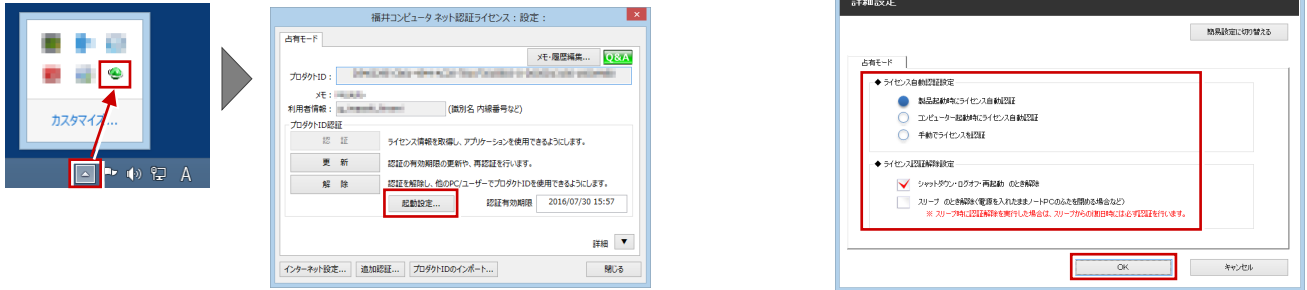 カスタマイズ...
A
福井コンピュータ ネット認証ライセンス：設定：
占有モード
メモ・履歴編集...
Q&A
プロダクトID：
メモ：
利用者情報：
(識別名 内線番号など)
プロダクトID認証
認 証
ライセンス情報を取得し、アプリケーションを使用できるようにします。
更 新
認証の有効期限の更新や、再認証を行います。
解 除
認証を解除し、他のPC/ユーザーでプロダクトIDを使用できるようにします。
起動設定...
認証有効期限
2016/07/30 15:57
詳細
インターネット設定...
追加認証...
プロダクトIDのインポート...
閉じる
詳細設定
簡易設定に切り替える
占有モード
◆ ライセンス自動認証設定
製品起動時にライセンス自動認証
コンピューター起動時にライセンス自動認証
手動でライセンスを認証
◆ ライセンス認証解除設定
シャットダウン・ログオフ・再起動 のとき解除
スリープ のとき解除(電源を入れたままノートPCのふたを閉める場合など)
※ スリープ時に認証解除を実行した場合は、スリープからの復旧時には必ず認証を行います。
OK
キャンセル